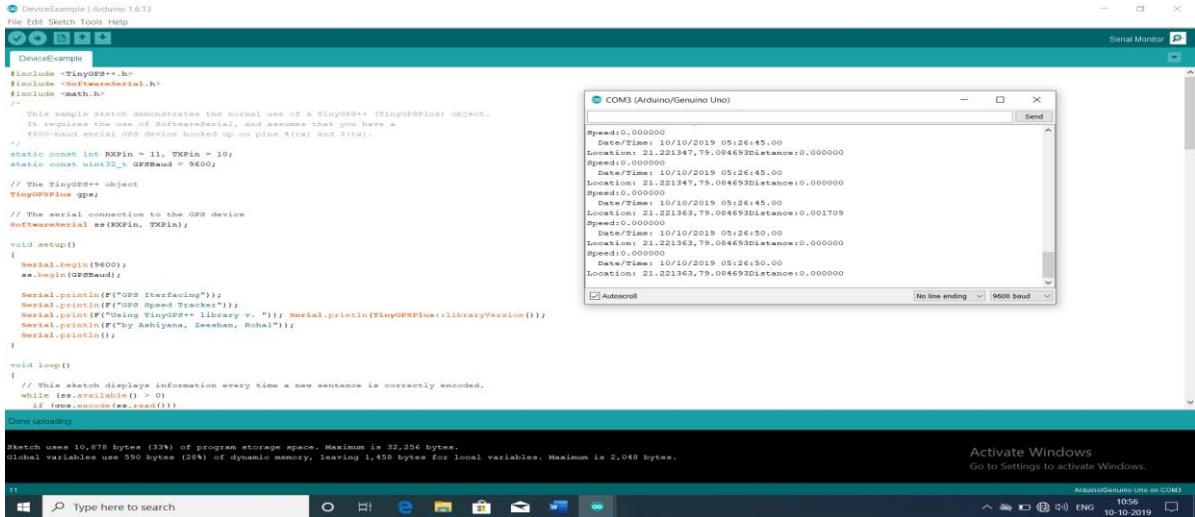 DeviceExample | Arduino 1.6.13
File Edit Sketch Tools Help
Serial Monitor
DeviceExample
#include <TinyGPS++.h>
#include <SoftwareSerial.h>
#include <math.h>
/*
This sample sketch demonstrates the normal use of a TinyGPS++ (TinyGPSPlus) object.
It requires the use of SoftwareSerial, and assumes that you have a
4800-baud serial GPS device hooked up on pins 4(rx) and 3(tx).
*/
static const int RXPin = 11, TXPin = 10;
static const uint32_t GPSBaud = 9600;
// The TinyGPS++ object
TinyGPSPlus gps;
// The serial connection to the GPS device
SoftwareSerial ss(RXPin, TXPin);
void setup()
{
Serial.begin(9600);
ss.begin(GPSBaud);
Serial.println(F("GPS Iterfacing"));
Serial.println(F("GPS Speed Tracker"));
Serial.print(F("Using TinyGPS++ library v. ")); Serial.println(TinyGPSPlus::libraryVersion());
Serial.println(F("by Ashiyana, Zeeshan, Rohal"));
Serial.println();
}
void loop()
{
// This sketch displays information every time a new sentence is correctly encoded.
while (ss.available() > 0)
if (gps.encode(ss.read()))
COM3 (Arduino/Genuino Uno)
Send
Speed:0.000000
Date/Time: 10/10/2019 05:26:45.00
Location: 21.221347,79.084693Distance:0.000000
Speed:0.000000
Date/Time: 10/10/2019 05:26:45.00
Location: 21.221347,79.084693Distance:0.000000
Speed:0.000000
Date/Time: 10/10/2019 05:26:45.00
Location: 21.221363,79.084693Distance:0.001709
Speed:0.000000
Date/Time: 10/10/2019 05:26:50.00
Location: 21.221363,79.084693Distance:0.000000
Speed:0.000000
Date/Time: 10/10/2019 05:26:50.00
Location: 21.221363,79.084693Distance:0.000000
Autoscroll
No line ending
9600 baud
Done uploading.
Sketch uses 10,878 bytes (33%) of program storage space. Maximum is 32,256 bytes.
Global variables use 590 bytes (28%) of dynamic memory, leaving 1,458 bytes for local variables. Maximum is 2,048 bytes.
Activate Windows
Go to Settings to activate Windows.
11
Arduino/Genuino Uno on COM3
Type here to search
ENG
10:56
10-10-2019